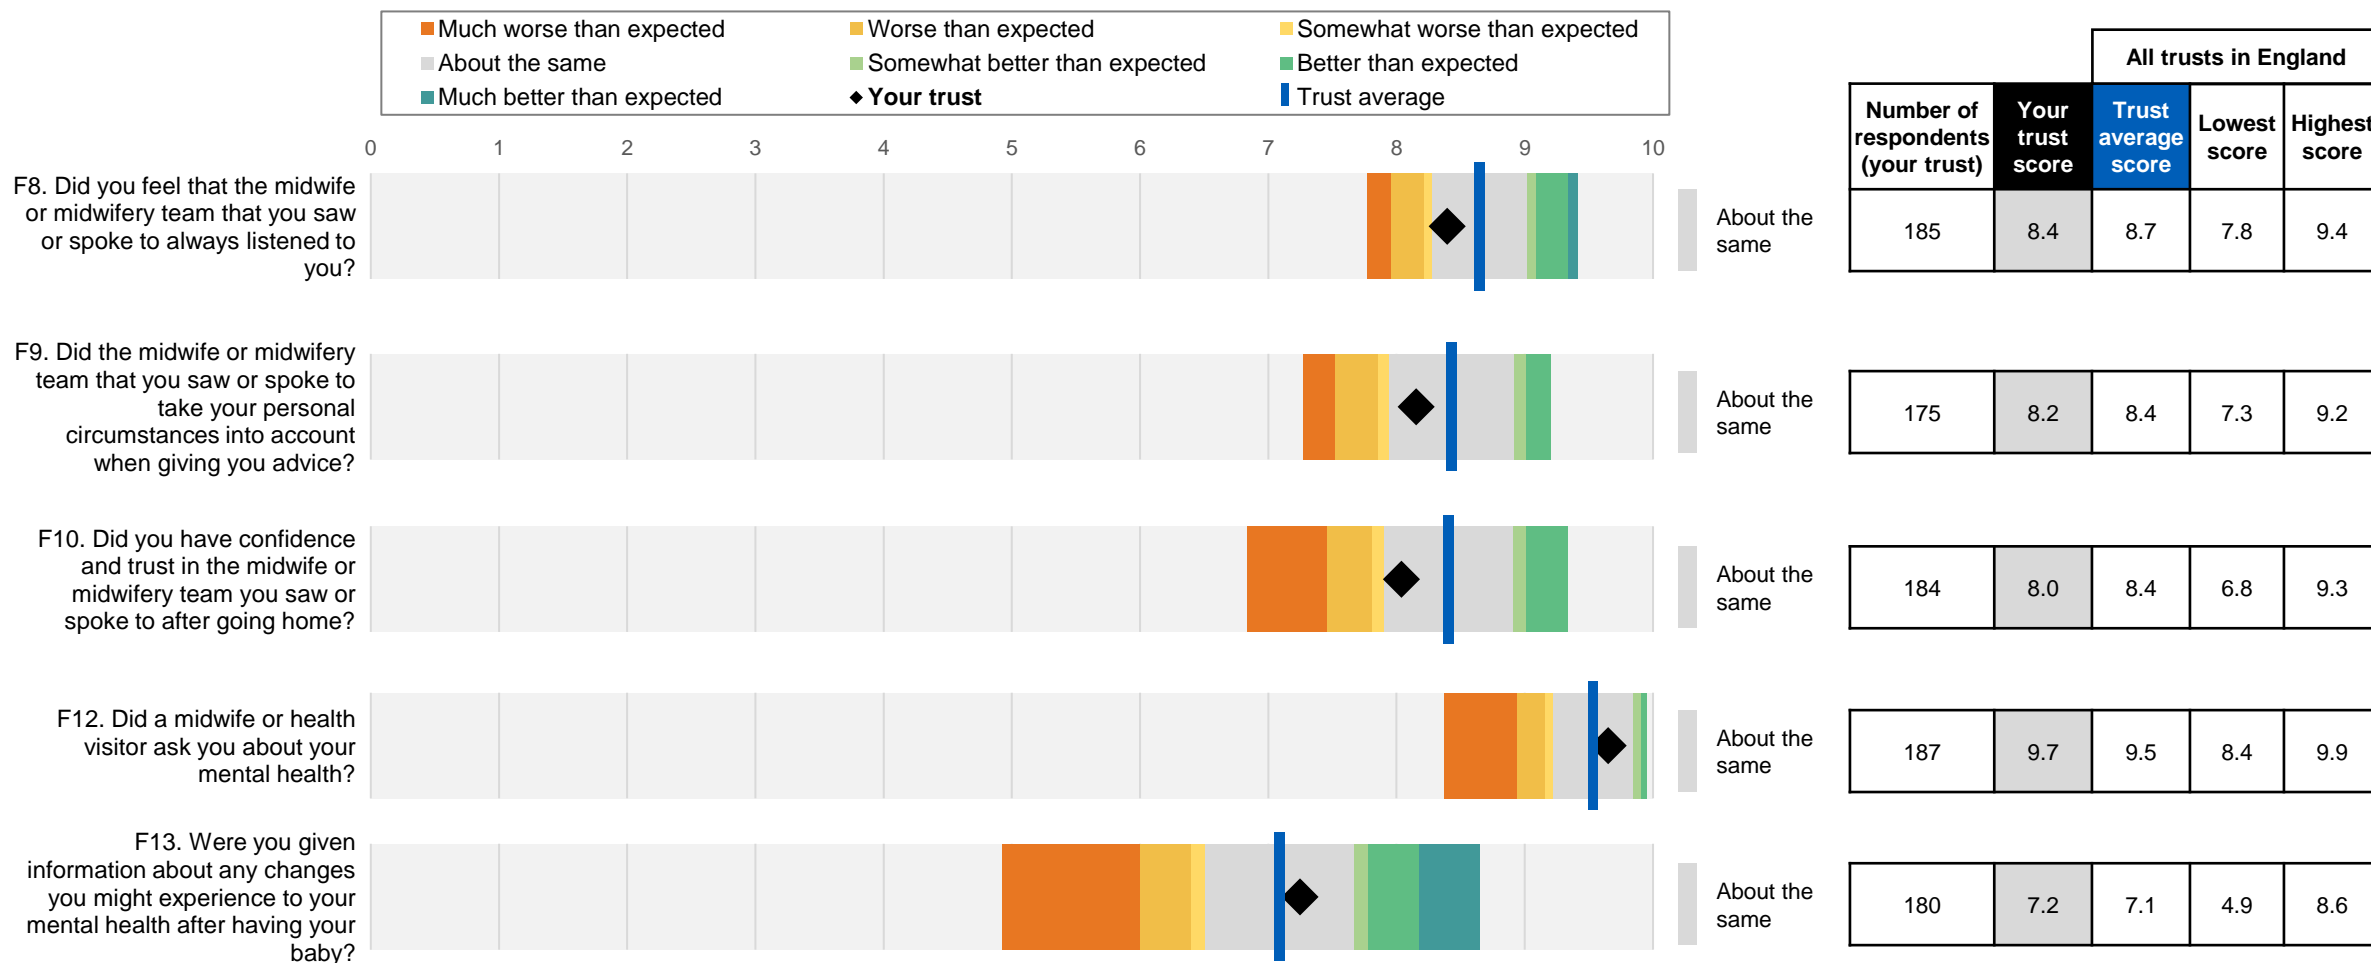 Much worse than expected
Worse than expected
Somewhat worse than expected
About the same
Somewhat better than expected
Better than expected
Much better than expected
Your trust
Trust average
All trusts in England
Number of respondents (your trust)
Your trust score
Trust average score
Lowest score
Highest score
0 1 2 3 4 5 6 7 8 9 10
F8. Did you feel that the midwife
or midwifery team that you saw
or spoke to always listened to
you?
About the
same
185 8.4 8.7 7.8 9.4
F9. Did the midwife or midwifery
team that you saw or spoke to
take your personal
circumstances into account
when giving you advice?
About the
same
175 8.2 8.4 7.3 9.2
F10. Did you have confidence
and trust in the midwife or
midwifery team you saw or
spoke to after going home?
About the
same
184 8.0 8.4 6.8 9.3
F12. Did a midwife or health
visitor ask you about your
mental health?
About the
same
187 9.7 9.5 8.4 9.9
F13. Were you given
information about any changes
you might experience to your
mental health after having your
baby?
About the
same
180 7.2 7.1 4.9 8.6